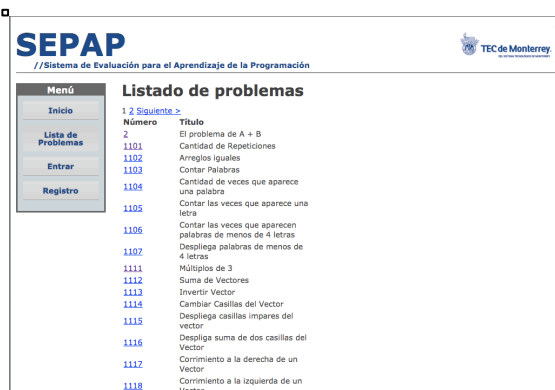 SEPAP
//Sistema de Evaluación para el Aprendizaje de la Programación
TEC de Monterrey
Menú
Inicio
Lista de
Problemas
Entrar
Registro
Listado de problemas
1 2 Siguiente >
Número Título
2 El problema de A + B
1101 Cantidad de Repeticiones
1102 Arreglos iguales
1103 Contar Palabras
1104 Cantidad de veces que aparece
una palabra
1105 Contar las veces que aparece una
letra
1106 Contar las veces que aparecen
palabras de menos de 4 letras
1107 Despliega palabras de menos de
4 letras
1111 Múltiplos de 3
1112 Suma de Vectores
1113 Invertir Vector
1114 Cambiar Casillas del Vector
1115 Despliega casillas impares del
vector
1116 Despliga suma de dos casillas del
Vector
1117 Corrimiento a la derecha de un
Vector
1118 Corrimiento a la izquierda de un